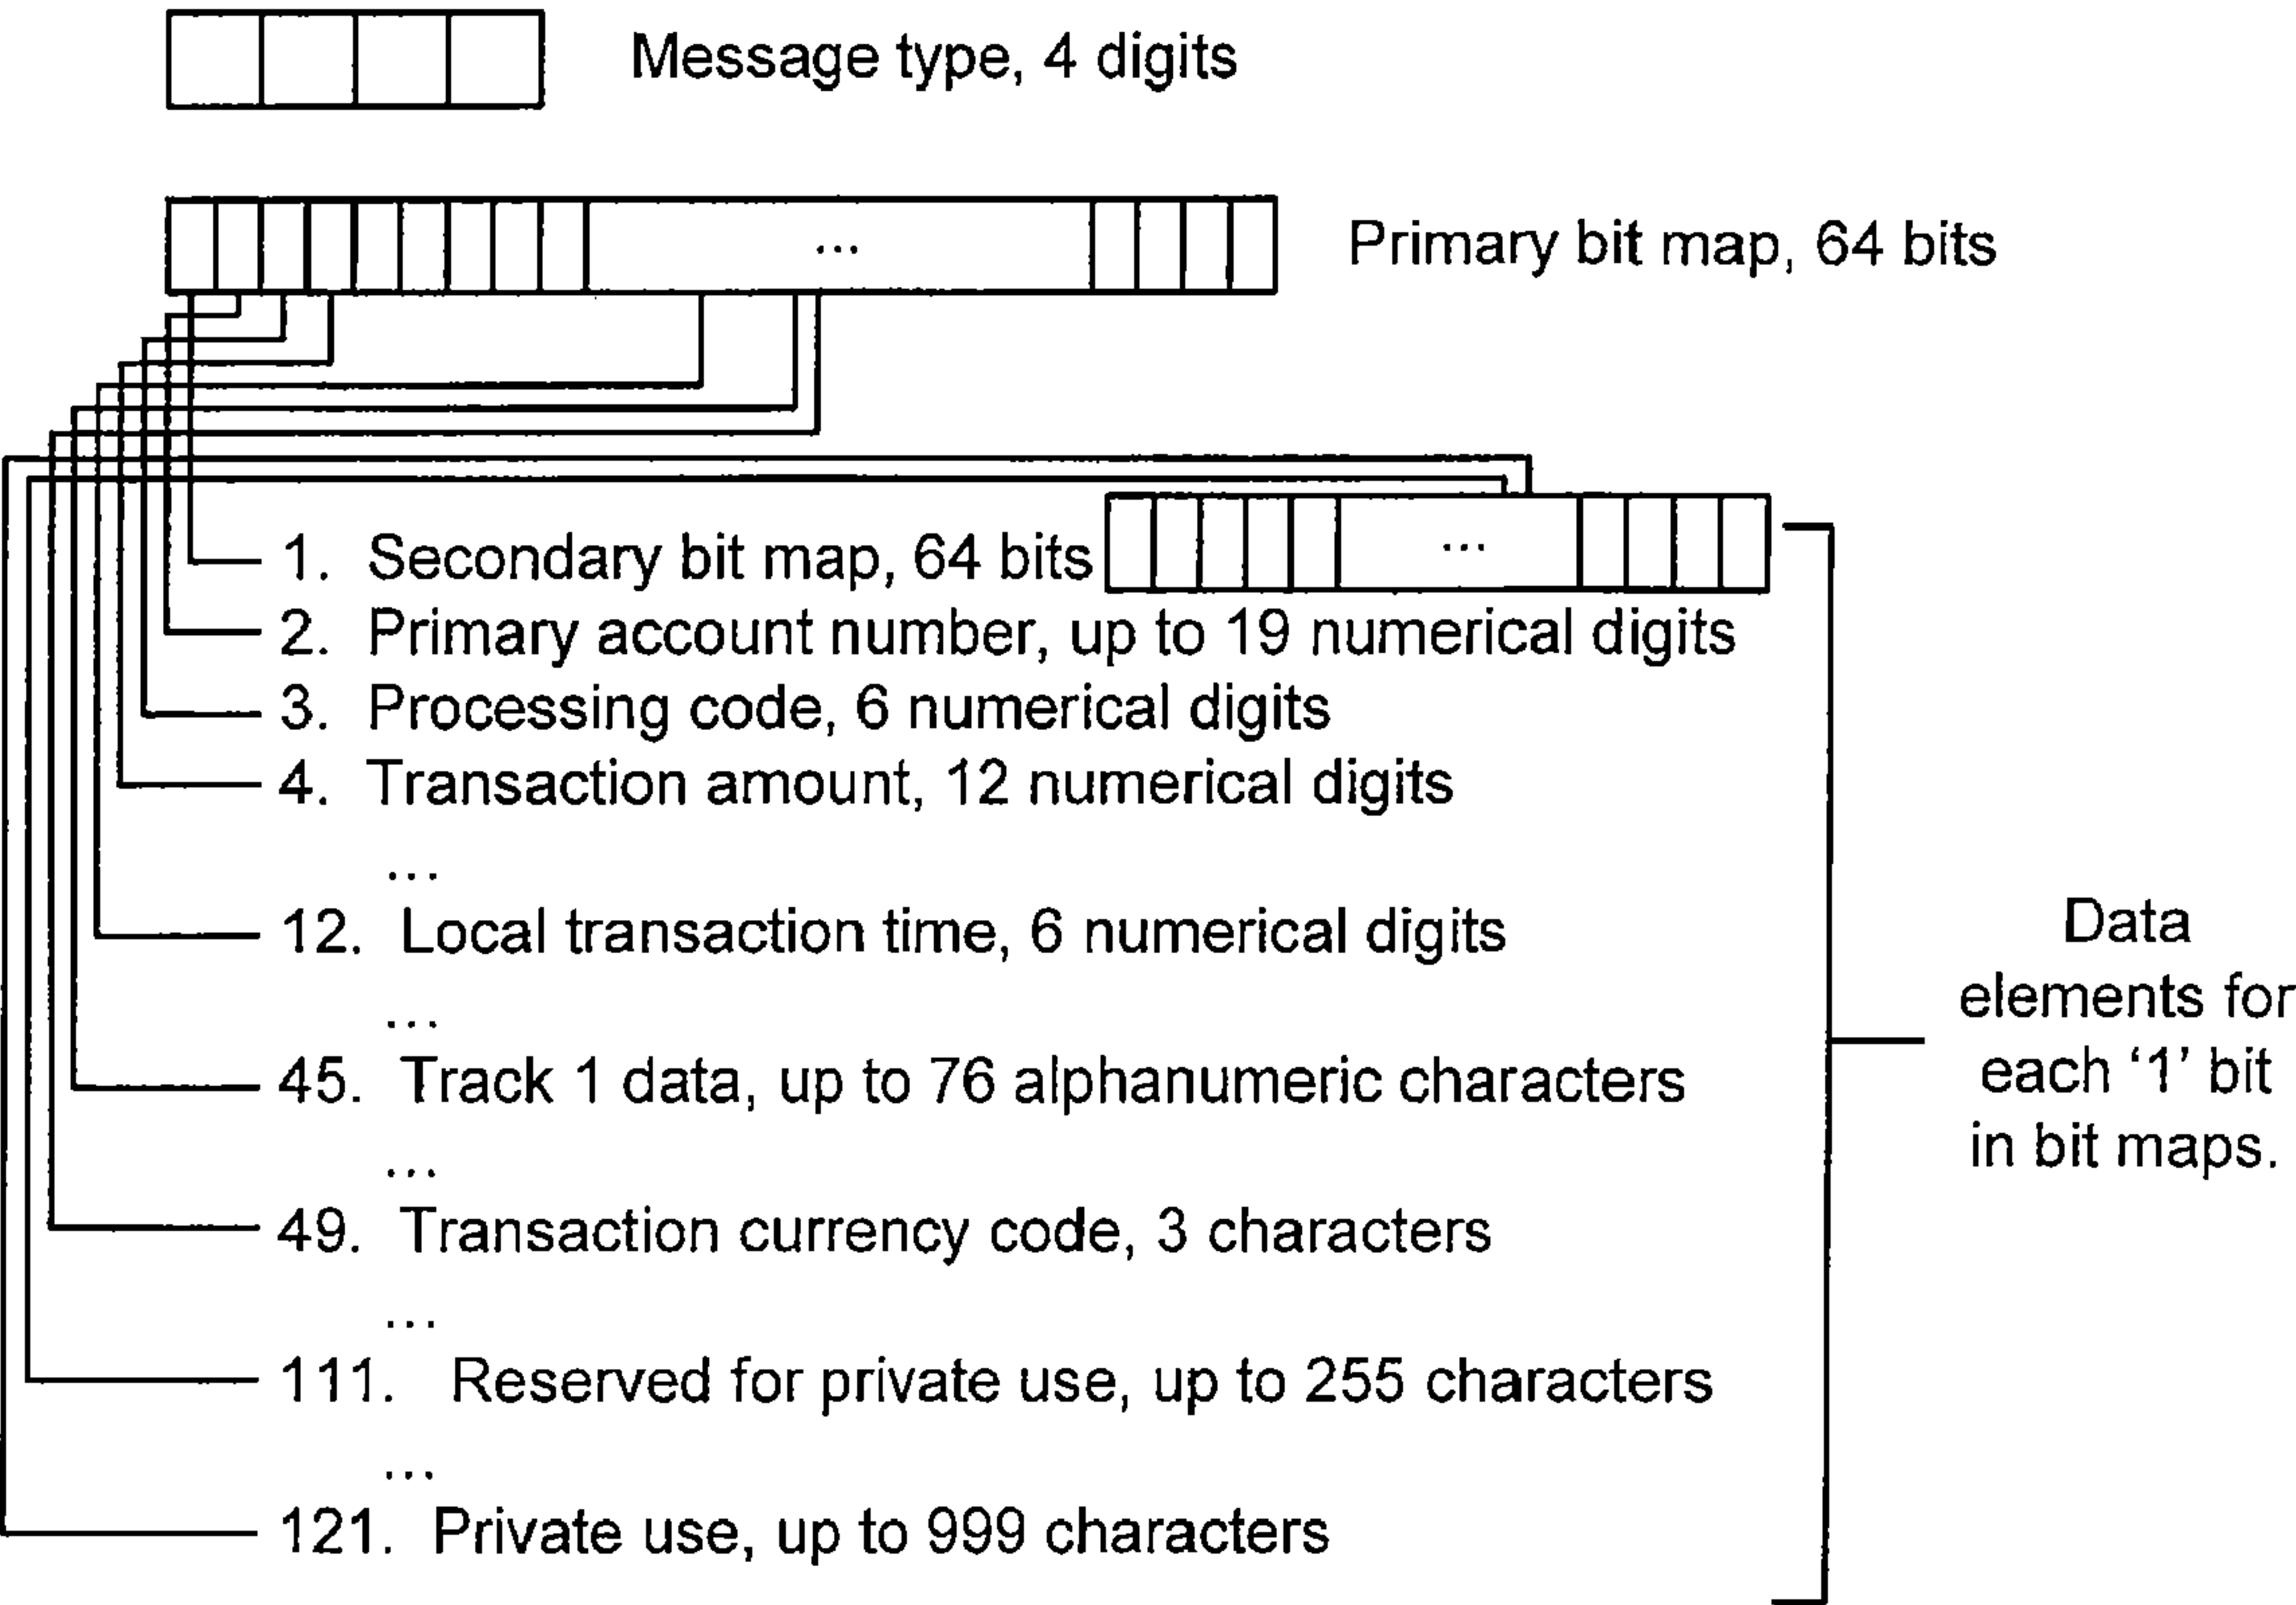 Message type, 4 digits
...
Primary bit map, 64 bits
1. Secondary bit map, 64 bits ...
2. Primary account number, up to 19 numerical digits
3. Processing code, 6 numerical digits
4. Transaction amount, 12 numerical digits
...
12. Local transaction time, 6 numerical digits
...
45. Track 1 data, up to 76 alphanumeric characters
...
49. Transaction currency code, 3 characters
...
111. Reserved for private use, up to 255 characters
...
121. Private use, up to 999 characters
Data
elements for
each ‘1’ bit
in bit maps.